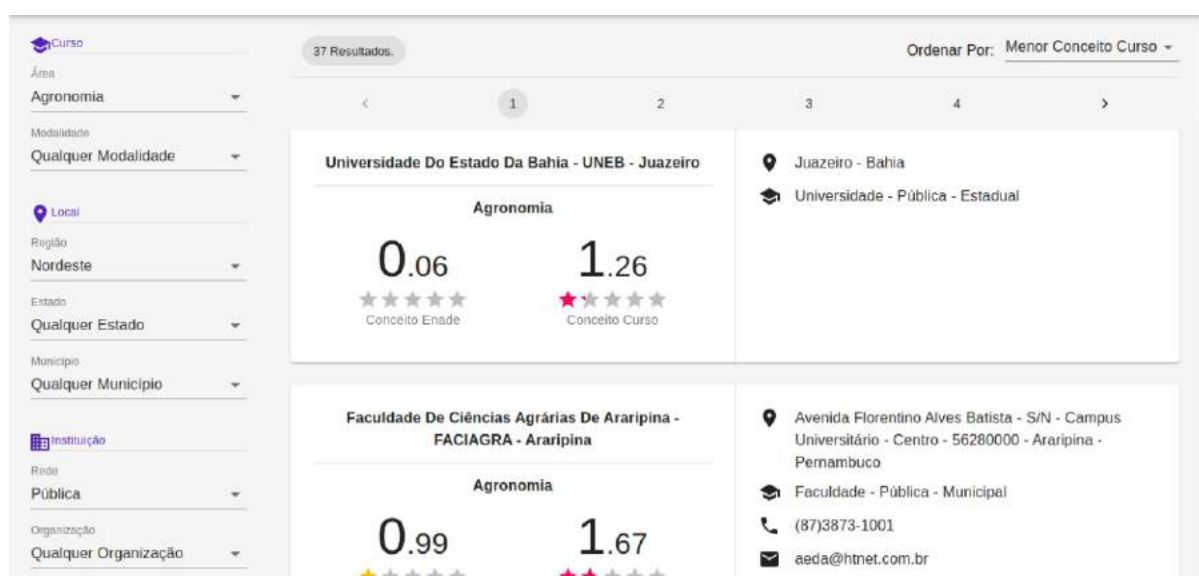 Curso
Área
Agronomia
Modalidade
Qualquer Modalidade
Local
Região
Nordeste
Estado
Qualquer Estado
Município
Qualquer Município
Instituição
Rede
Pública
Organização
Qualquer Organização
37 Resultados.
Ordenar Por: Menor Conceito Curso
< 1 2 3 4 >
Universidade Do Estado Da Bahia - UNEB - Juazeiro
Agronomia
0.06 1.26
Conceito Enade Conceito Curso
Juazeiro - Bahia
Universidade - Pública - Estadual
Faculdade De Ciências Agrárias De Araripina -
FACIAGRA - Araripina
Agronomia
0.99 1.67
Avenida Florentino Alves Batista - S/N - Campus
Universitário - Centro - 56280000 - Araripina -
Pernambuco
Faculdade - Pública - Municipal
(87)3873-1001
aeda@htnet.com.br